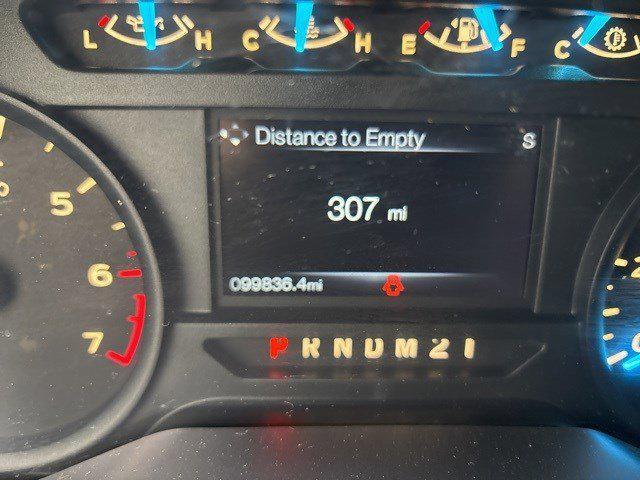 L H C H E F C
Distance to Empty S
5
307 mi
6
099836.4mi
7
P R N D M 2 1